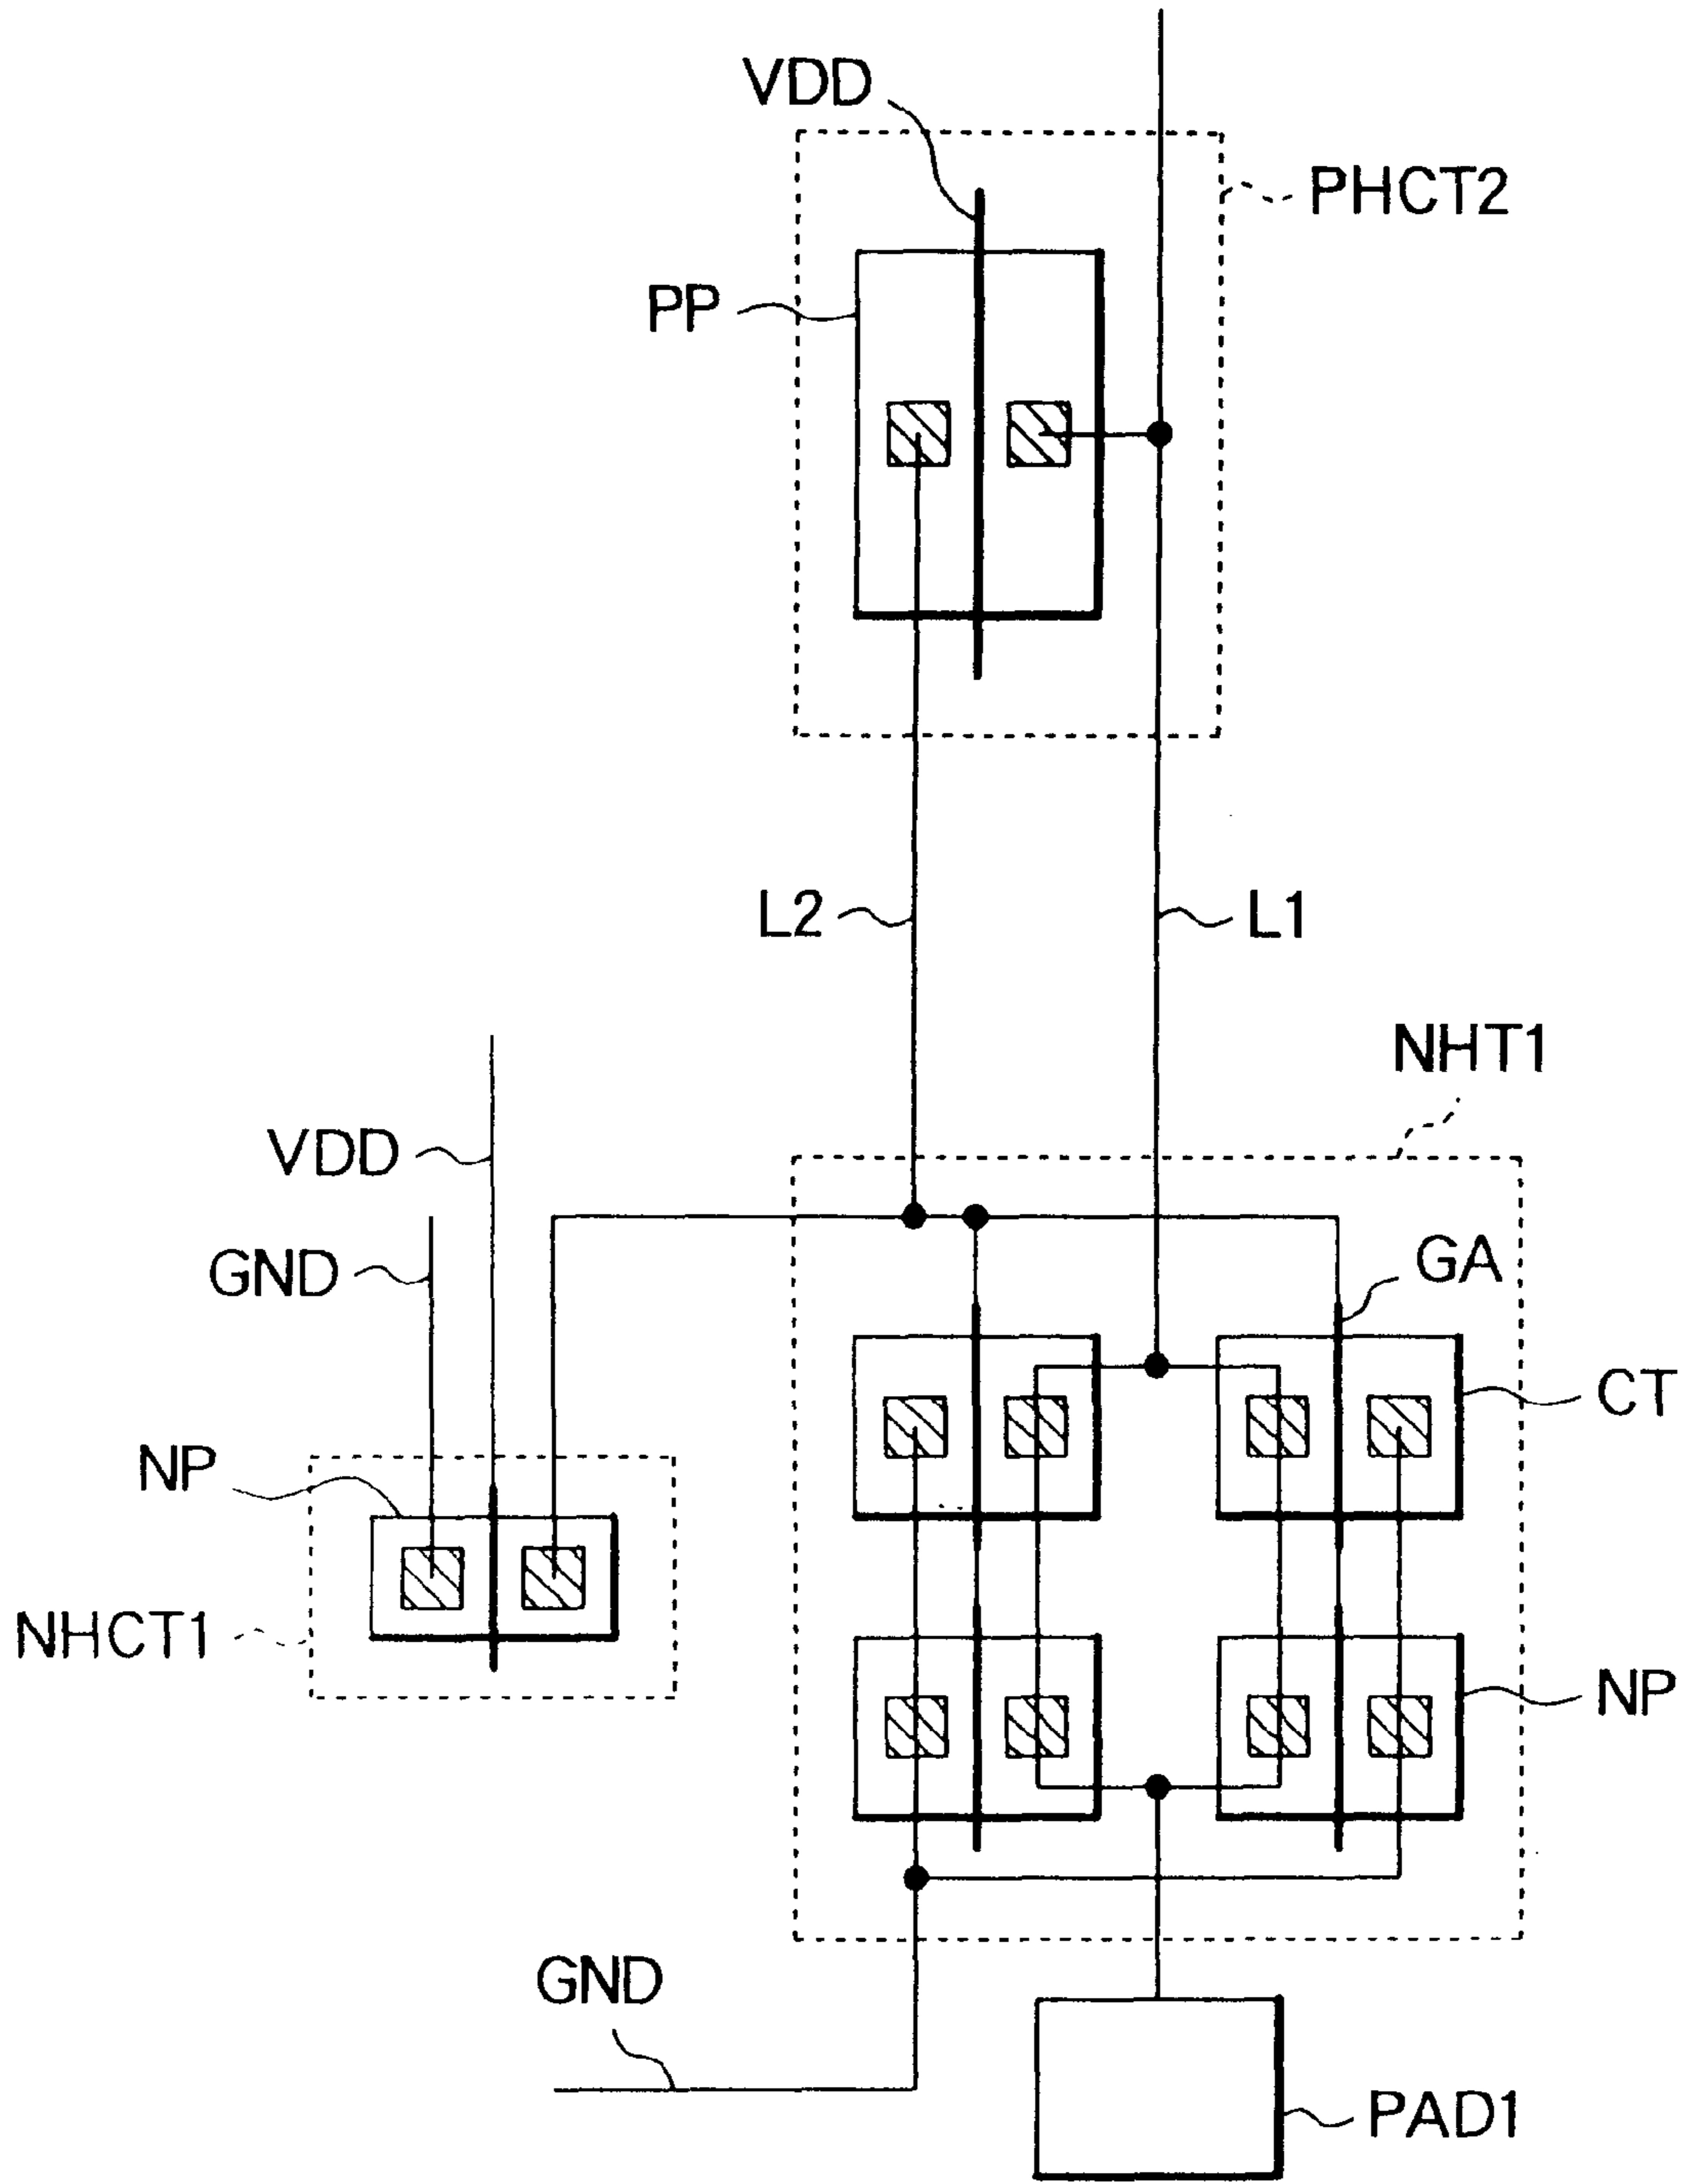 VDD
PHCT2
PP
L2
L1
NHT1
VDD
GND
GA
CT
NP
NHCT1
NP
GND
PAD1